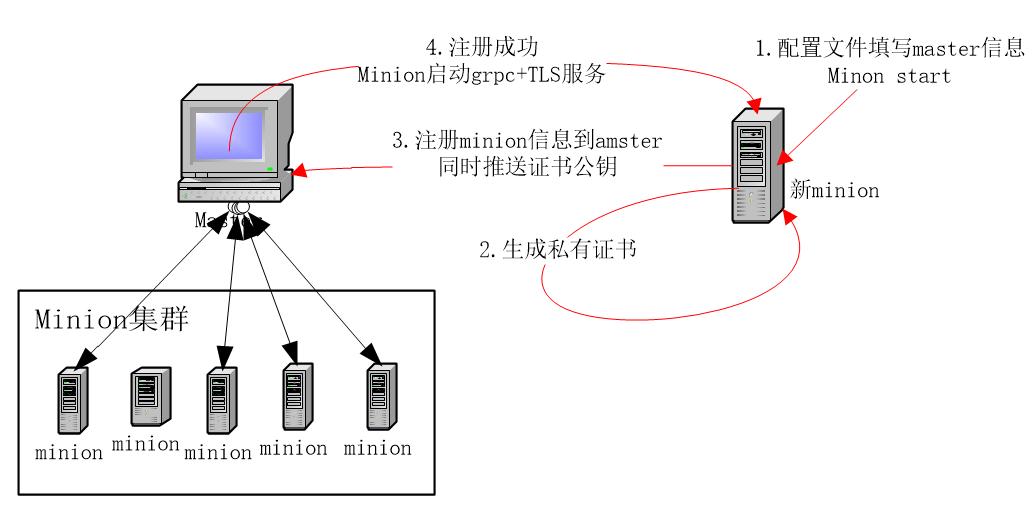 4.注册成功
Minion启动grpc+TLS服务
1.配置文件填写master信息
Minon start
3.注册minion信息到amster
同时推送证书公钥
新minion
Master
2.生成私有证书
Minion集群
minion
minion
minion
minion
minion